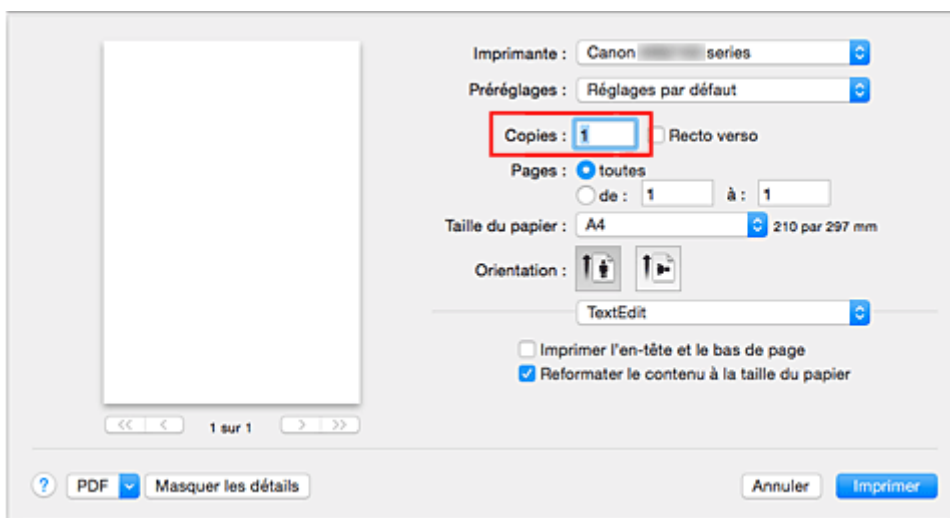 Imprimante : Canon series
Préréglages : Réglages par défaut
Copies : 1 Recto verso
Pages : toutes
de : 1 à : 1
Taille du papier : A4 210 par 297 mm
Orientation :
TextEdit
Imprimer l'en-tête et le bas de page
Reformater le contenu à la taille du papier
<< < 1 sur 1 > >>
? PDF Masquer les détails Annuler Imprimer